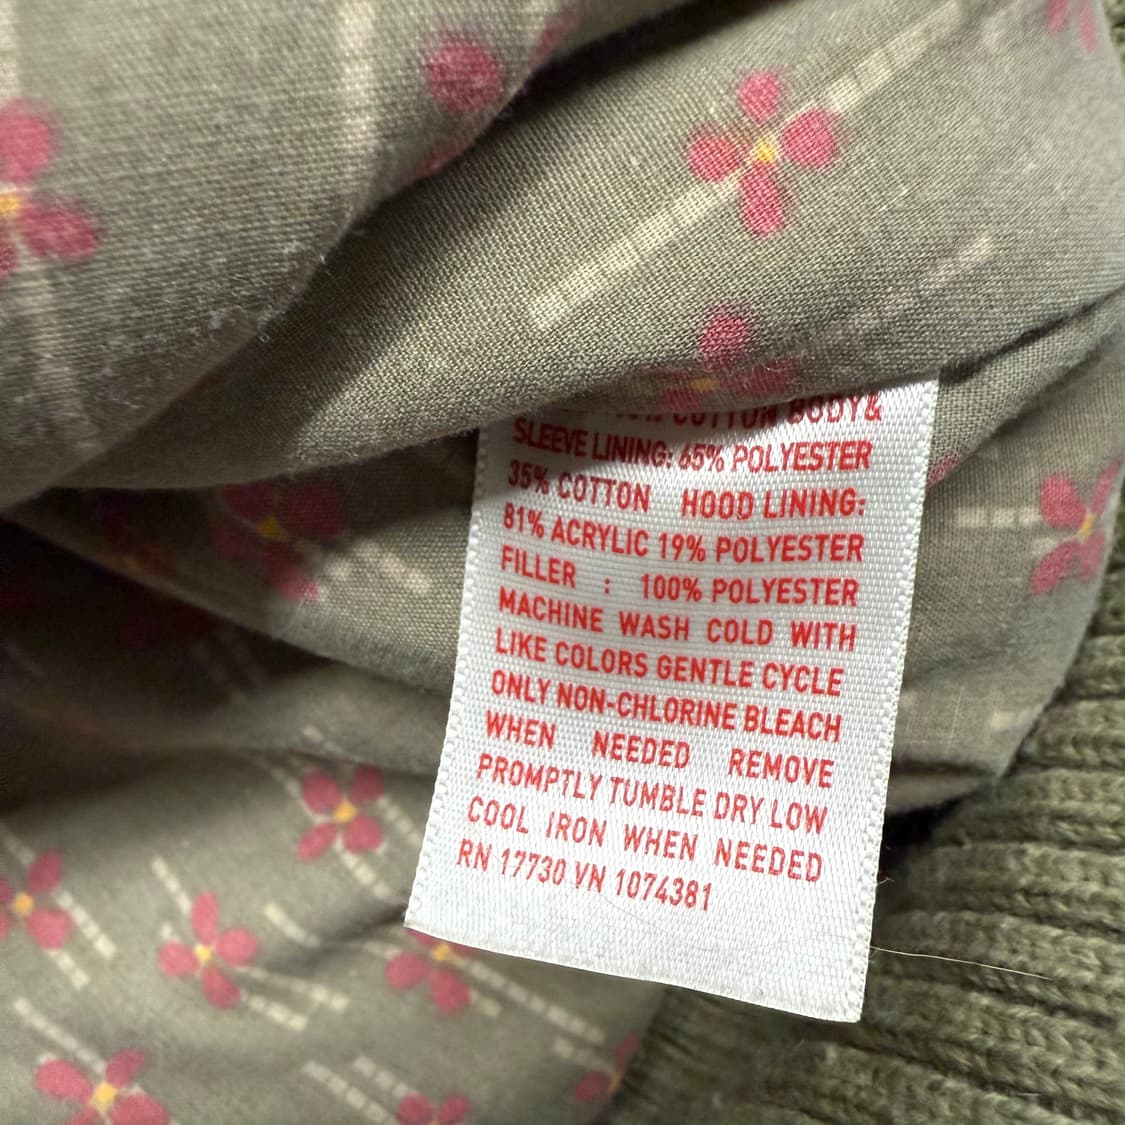 COTTON BODY&
SLEEVE LINING: 65% POLYESTER
35% COTTON HOOD LINING:
81% ACRYLIC 19% POLYESTER
FILLER : 100% POLYESTER
MACHINE WASH COLD WITH
LIKE COLORS GENTLE CYCLE
ONLY NON-CHLORINE BLEACH
WHEN NEEDED REMOVE
PROMPTLY TUMBLE DRY LOW
COOL IRON WHEN NEEDED
RN 17730 VN 1074381